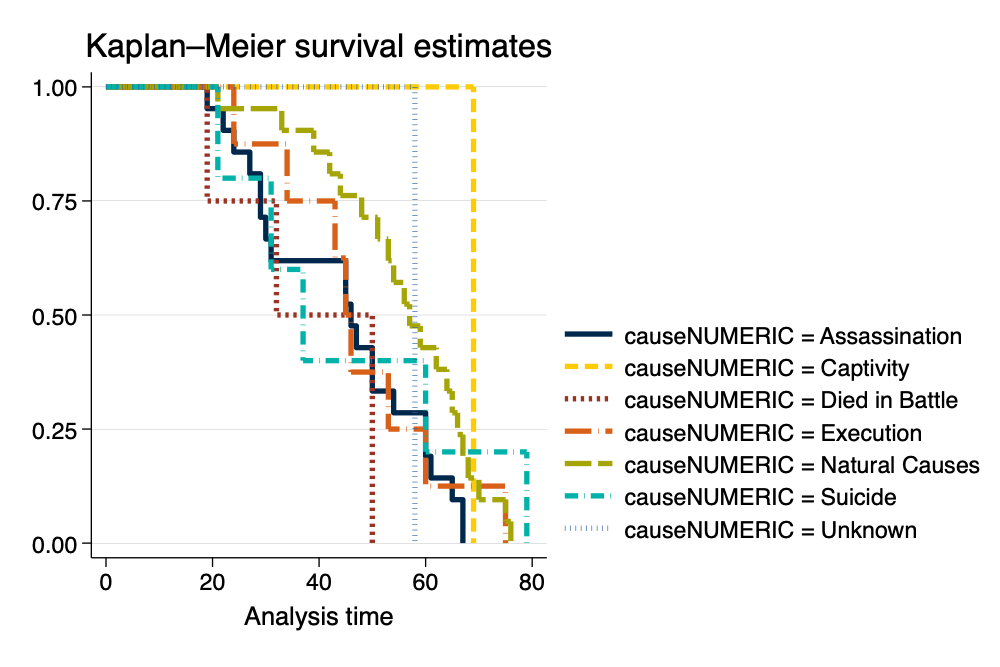 Kaplan–Meier survival estimates
1.00
0.75
0.50
0.25
0.00
0 20 40 60 80
Analysis time
causeNUMERIC = Assassination
causeNUMERIC = Captivity
causeNUMERIC = Died in Battle
causeNUMERIC = Execution
causeNUMERIC = Natural Causes
causeNUMERIC = Suicide
causeNUMERIC = Unknown